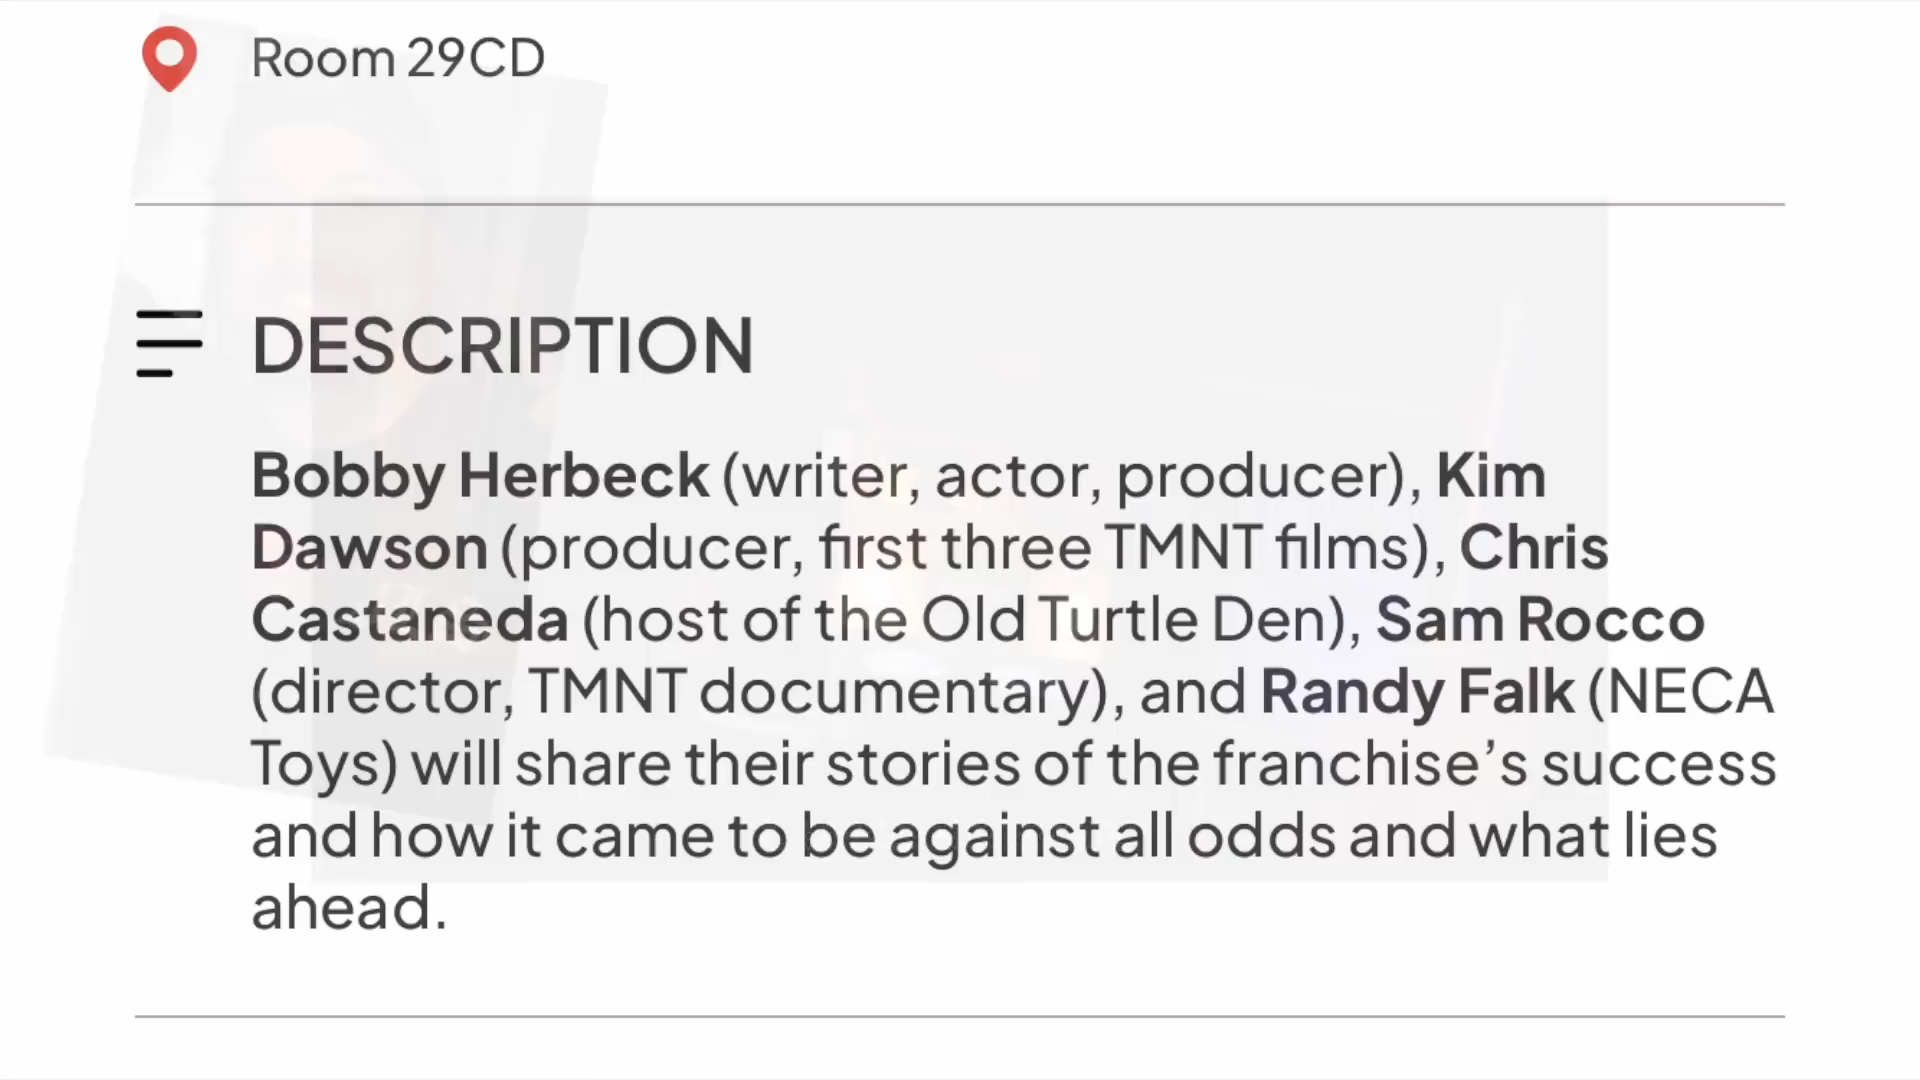 Room 29CD
DESCRIPTION
Bobby Herbeck (writer, actor, producer), Kim
Dawson (producer, first three TMNT films), Chris
Castaneda (host of the Old Turtle Den), Sam Rocco
(director, TMNT documentary), and Randy Falk (NECA
Toys) will share their stories of the franchise’s success
and how it came to be against all odds and what lies
ahead.